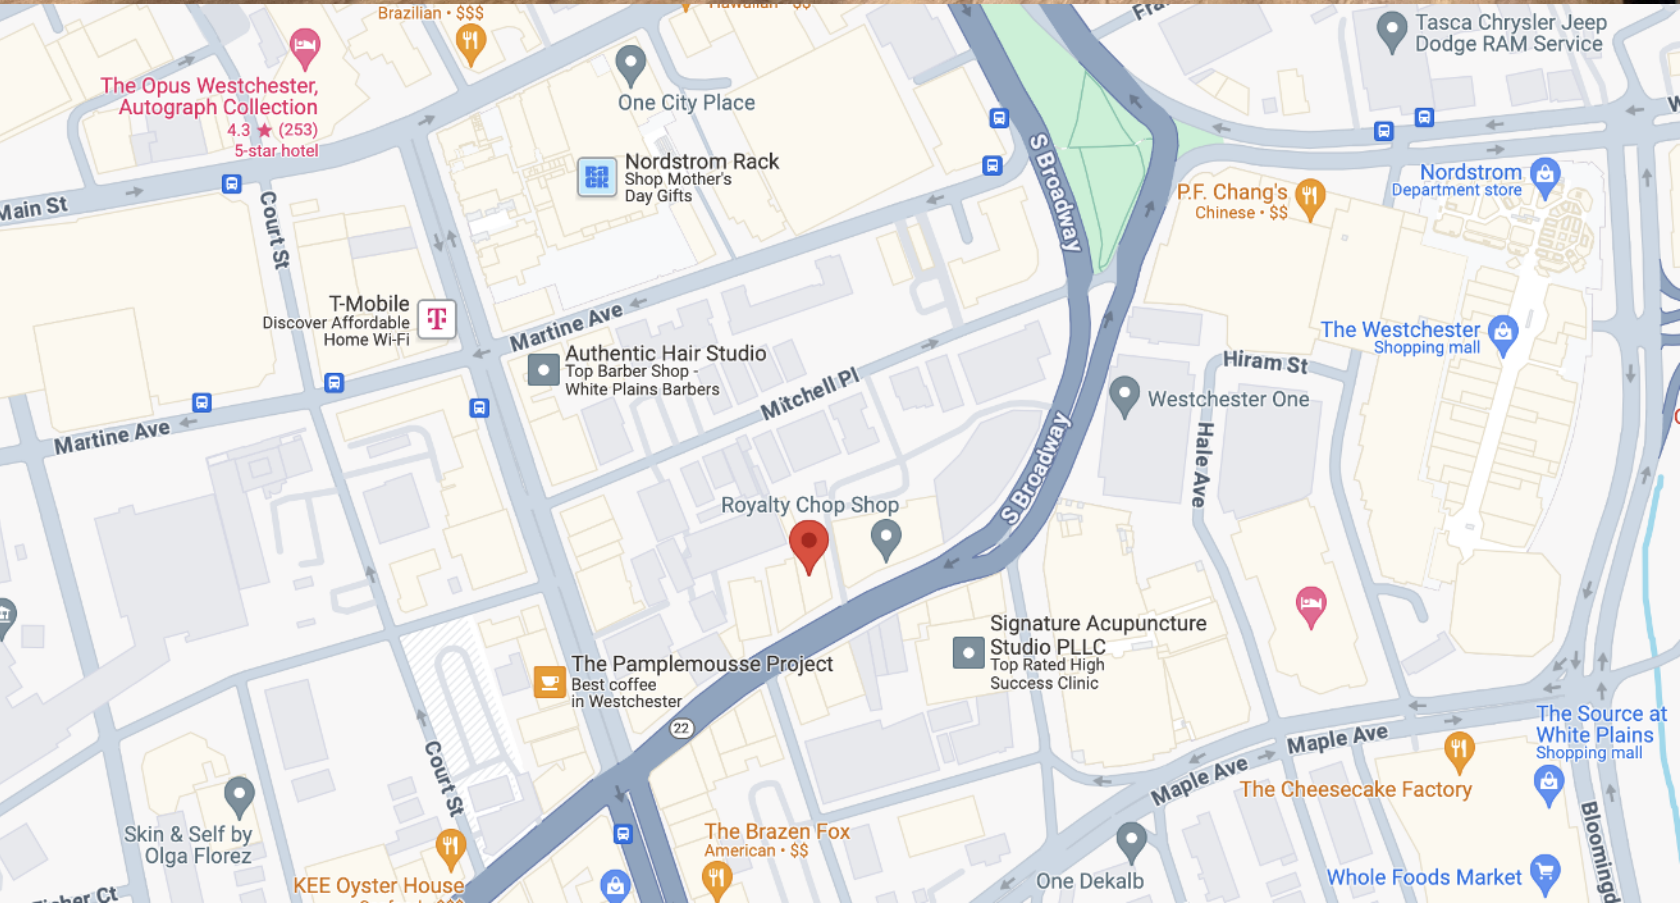 Brazilian • $$$
Hawaiian • $$
Tasca Chrysler Jeep
Dodge RAM Service
The Opus Westchester,
Autograph Collection
4.3 ★ (253)
5-star hotel
One City Place
Nordstrom Rack
Shop Mother's
Day Gifts
S Broadway
Nordstrom
Department store
P.F. Chang's
Chinese • $$
Main St
Court St
T-Mobile
Discover Affordable
Home Wi-Fi
Martine Ave
The Westchester
Shopping mall
Authentic Hair Studio
Top Barber Shop -
White Plains Barbers
Hiram St
Mitchell Pl
Westchester One
Martine Ave
Hale Ave
S Broadway
Royalty Chop Shop
Signature Acupuncture
Studio PLLC
Top Rated High
Success Clinic
The Pamplemousse Project
Best coffee
in Westchester
22
The Source at
White Plains
Shopping mall
Maple Ave
Maple Ave
Court St
The Cheesecake Factory
Skin & Self by
Olga Florez
The Brazen Fox
American • $$
One Dekalb
Whole Foods Market
KEE Oyster House